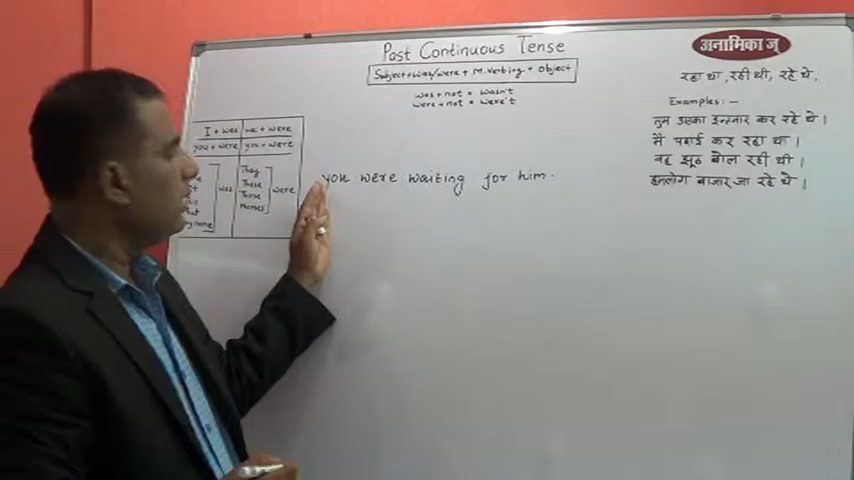 Past Continuous Tense
Subject+was/were + M.Verbing + Object
was + not = wasn't
were + not = weren't
अनामिका ज्
रहा था, रही थी, रहे थे,
Examples: —
तुम उसका इन्तजार कर रहे थे।
मैं पढाई कर रहा था।
वह झूठ बोल रही थी।
हमलोग बाजार जा रहे थे।
I + was
we + were
you + were
you + were
was
They
These
Those
Names
were
you were waiting for him.